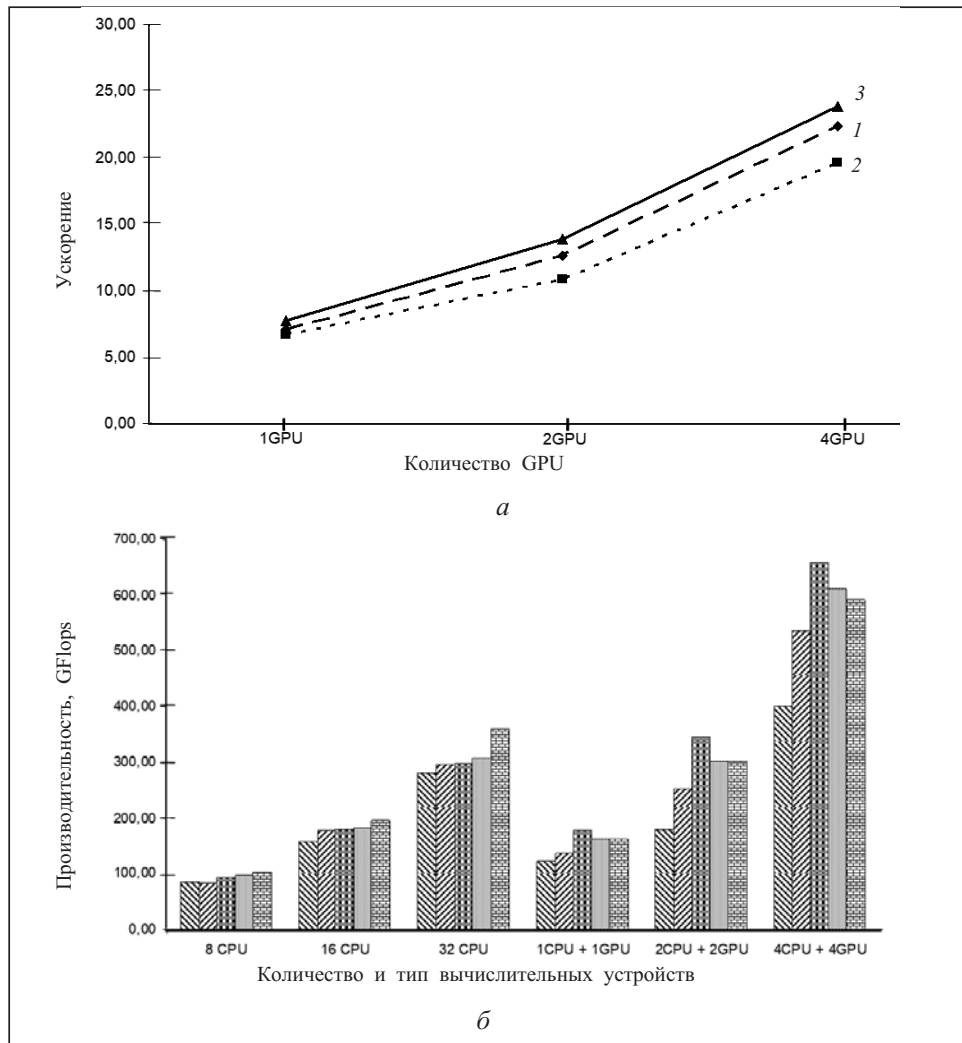 30,00
25,00
20,00
15,00
10,00
5,00
0,00
Ускорение
3
1
2
1GPU 2GPU 4GPU
Количество GPU
а
700,00
600,00
500,00
400,00
300,00
200,00
100,00
0,00
Производительность, GFlops
8 CPU 16 CPU 32 CPU 1CPU + 1GPU 2CPU + 2GPU 4CPU + 4GPU
Количество и тип вычислительных устройств
б